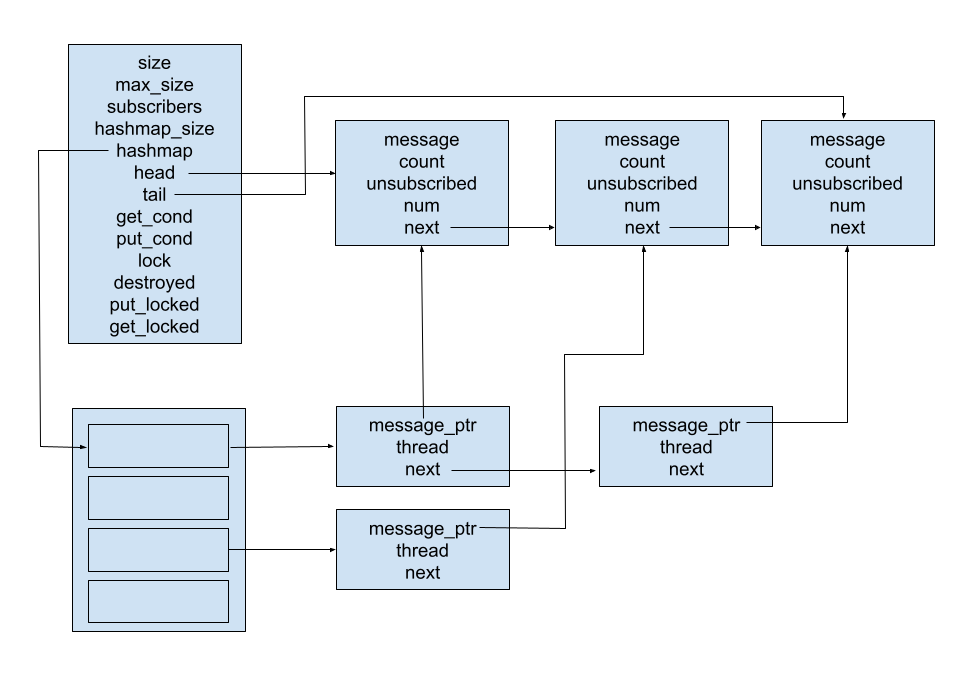 size
max_size
subscribers
hashmap_size
hashmap
head
tail
get_cond
put_cond
lock
destroyed
put_locked
get_locked
message
count
unsubscribed
num
next
message
count
unsubscribed
num
next
message
count
unsubscribed
num
next
message_ptr
thread
next
message_ptr
thread
next
message_ptr
thread
next